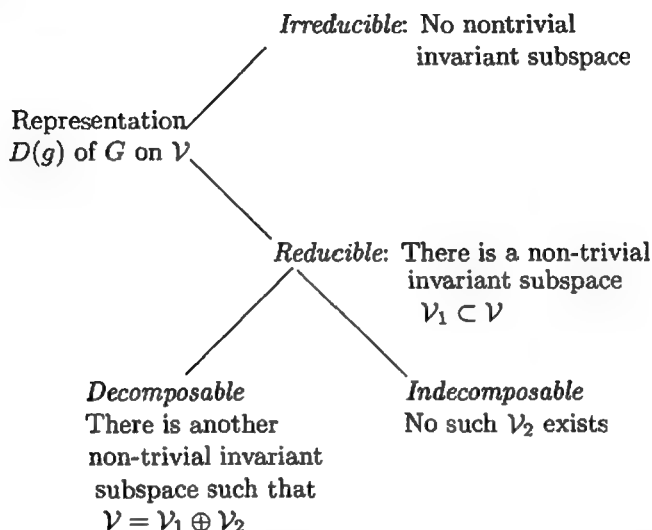 Irreducible: No nontrivial
invariant subspace
Representation
D(g) of G on 𝒱
Reducible: There is a non-trivial
invariant subspace
𝒱₁ ⊂ 𝒱
Decomposable
There is another
non-trivial invariant
subspace such that
𝒱 = 𝒱₁ ⊕ 𝒱₂
Indecomposable
No such 𝒱₂ exists